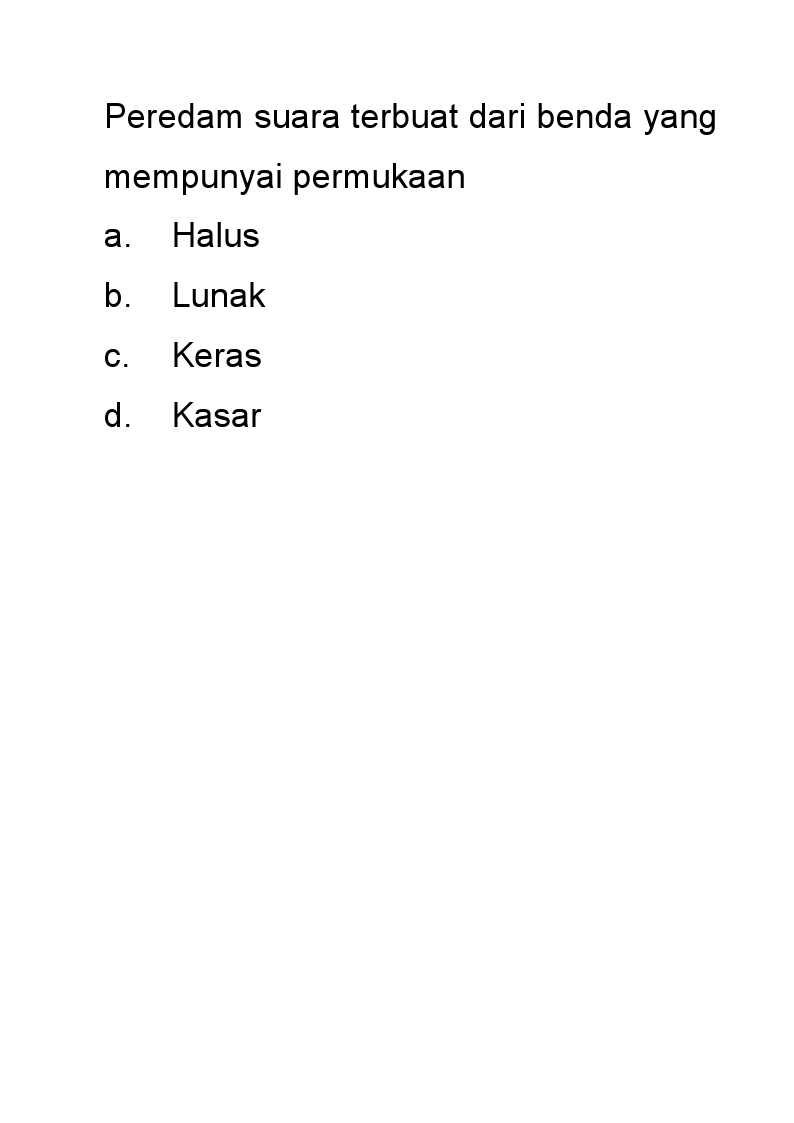 Peredam suara terbuat dari benda yang
mempunyai permukaan
a. Halus
b. Lunak
c. Keras
d. Kasar